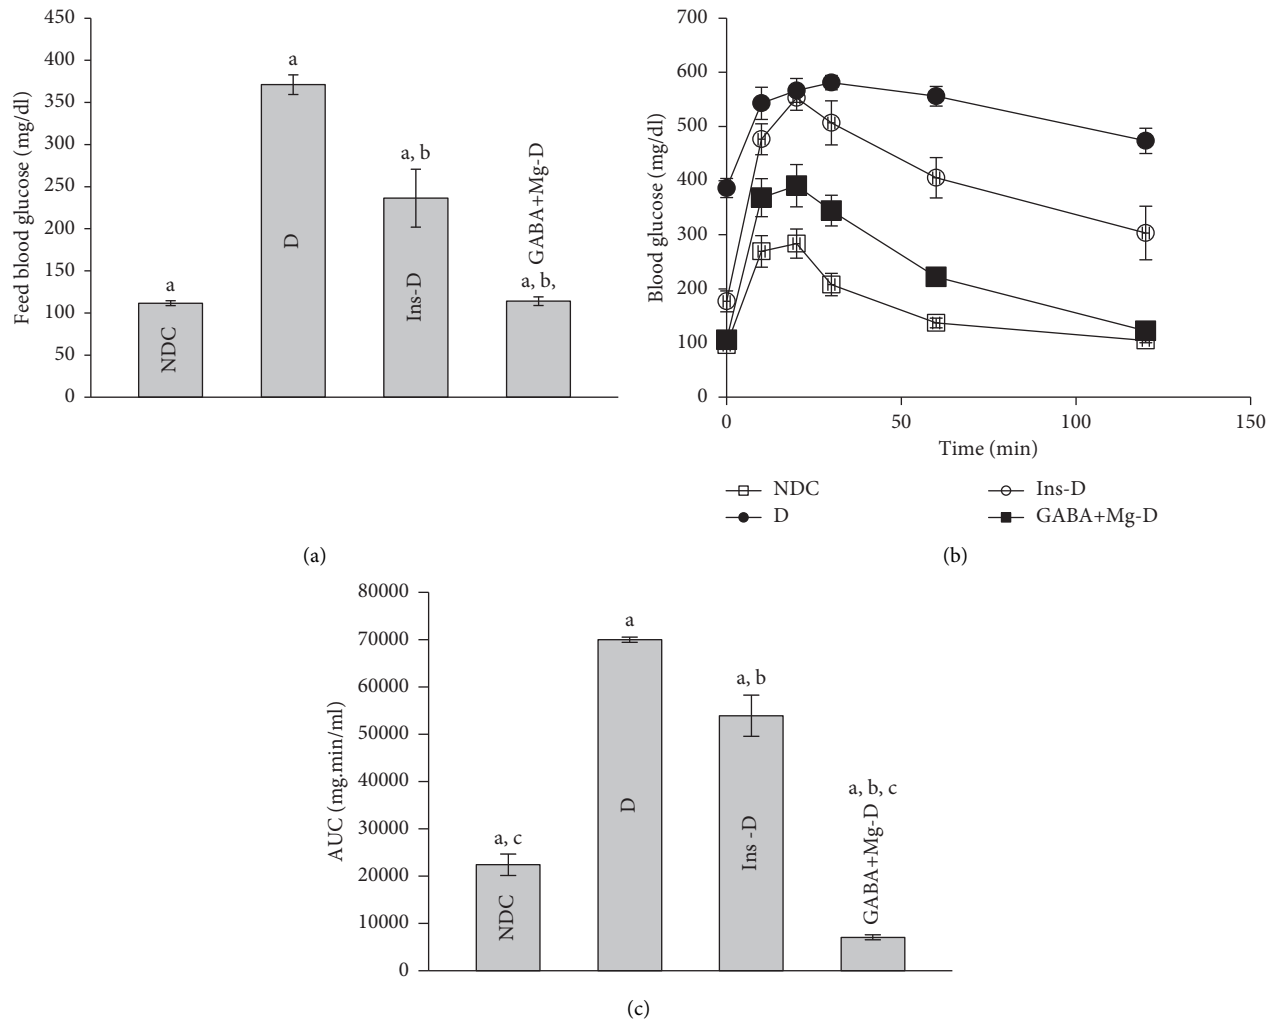 450
400
350
300
250
200
150
100
50
0
Feed blood glucose (mg/dl)
a
a
a, b
a, b,
NDC
D
Ins-D
GABA+Mg-D
(a)
700
600
500
400
300
200
100
0
Blood glucose (mg/dl)
0
50
100
150
Time (min)
NDC
Ins-D
D
GABA+Mg-D
(b)
80000
70000
60000
50000
40000
30000
20000
10000
0
AUC (mg.min/ml)
a, c
a
a, b
a, b, c
NDC
D
Ins -D
GABA+Mg-D
(c)